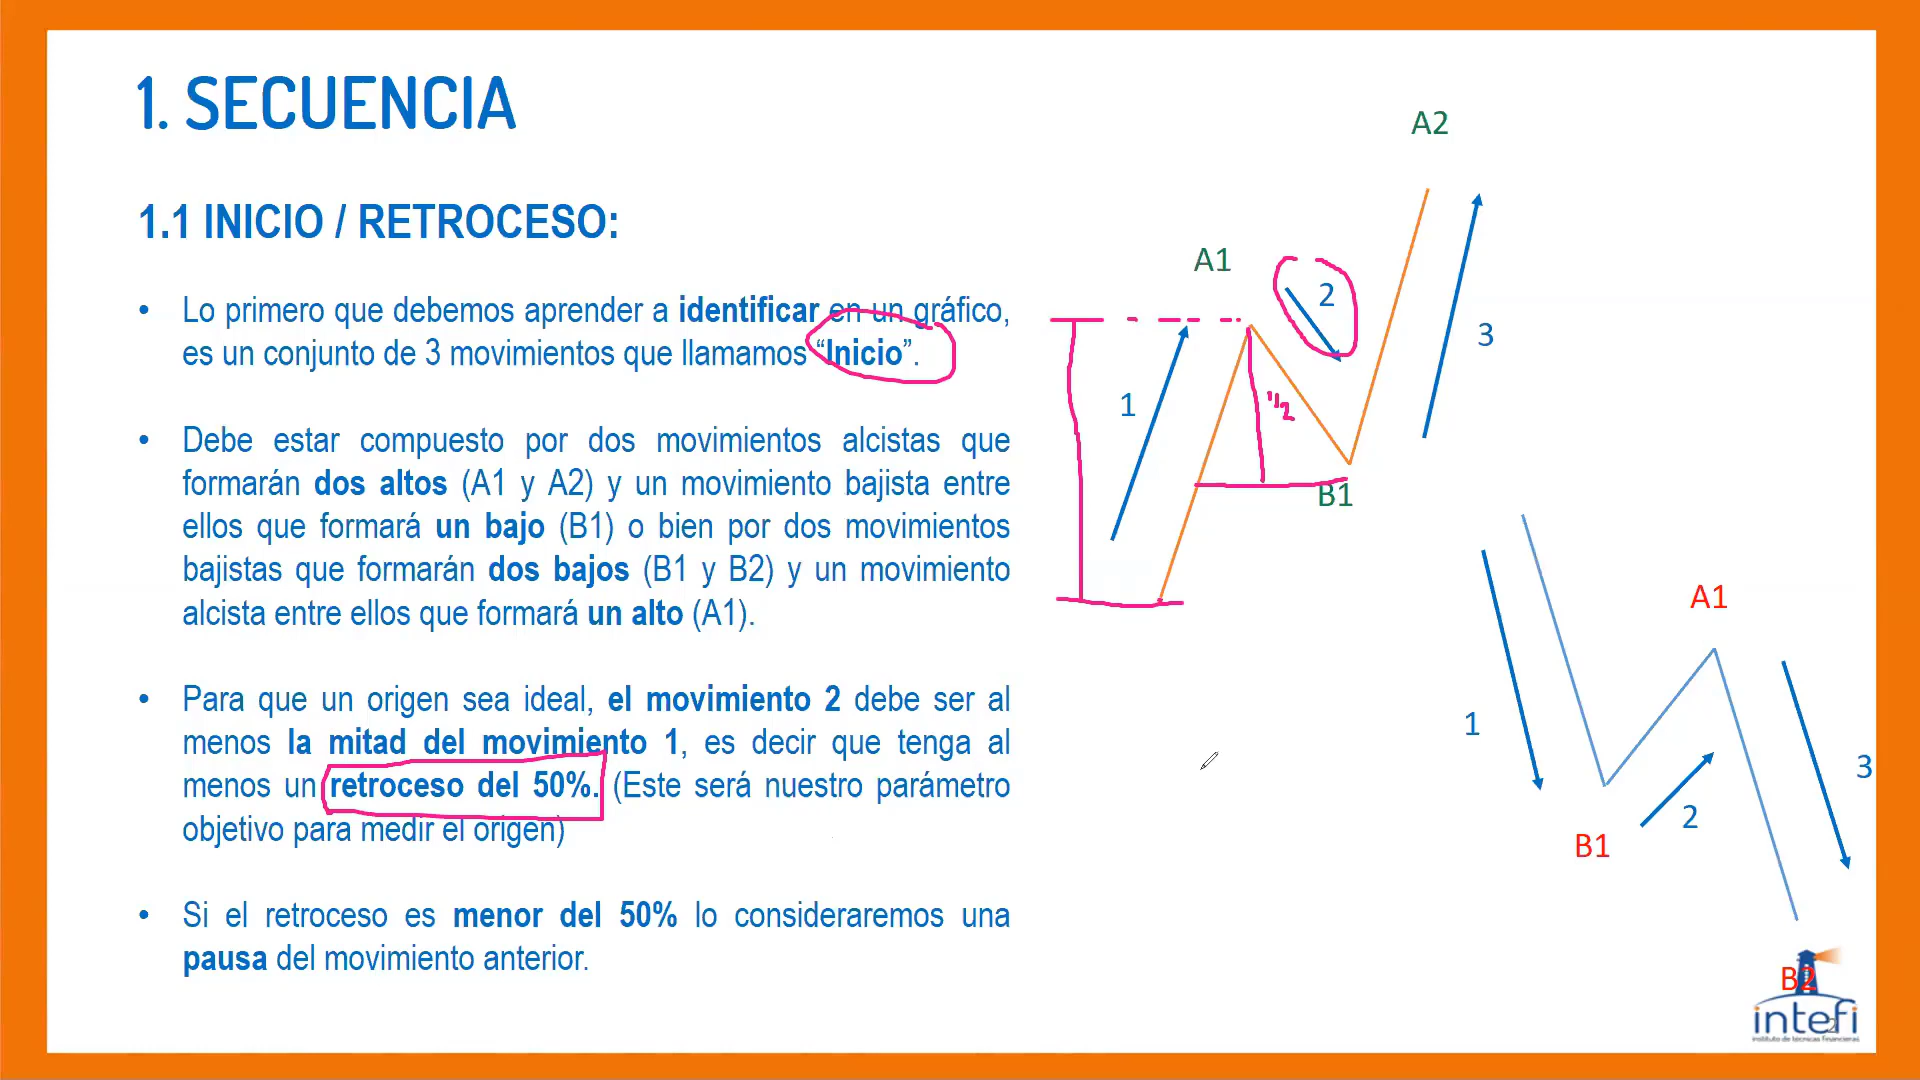 1. SECUENCIA
1.1 INICIO / RETROCESO:
• Lo primero que debemos aprender a identificar en un gráfico,
es un conjunto de 3 movimientos que llamamos “Inicio”.
• Debe estar compuesto por dos movimientos alcistas que
formarán dos altos (A1 y A2) y un movimiento bajista entre
ellos que formará un bajo (B1) o bien por dos movimientos
bajistas que formarán dos bajos (B1 y B2) y un movimiento
alcista entre ellos que formará un alto (A1).
• Para que un origen sea ideal, el movimiento 2 debe ser al
menos la mitad del movimiento 1, es decir que tenga al
menos un retroceso del 50%. (Este será nuestro parámetro
objetivo para medir el origen)
• Si el retroceso es menor del 50% lo consideraremos una
pausa del movimiento anterior.
A2
A1
2
3
1
1/2
B1
A1
1
3
2
B1
B2
intefi
2
instituto de técnicas financieras